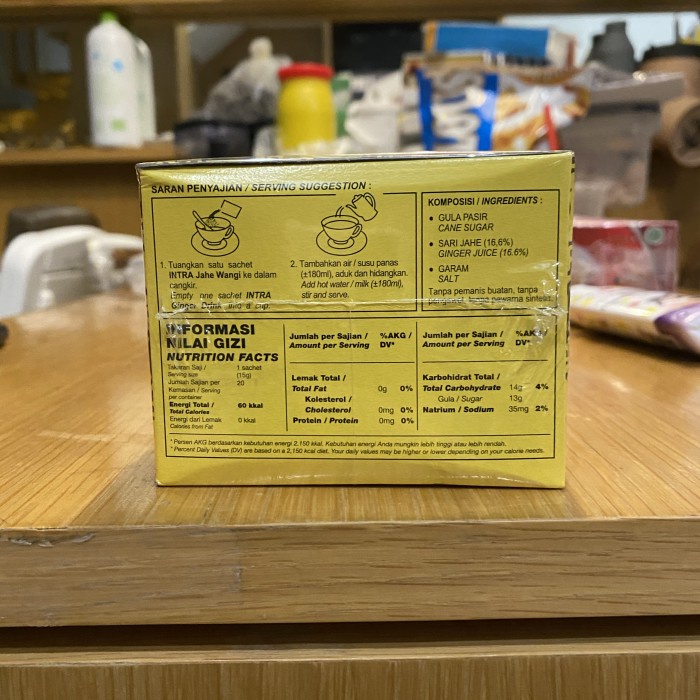 SARAN PENYAJIAN / SERVING SUGGESTION :
1. Tuangkan satu sachet
INTRA Jahe Wangi ke dalam
cangkir.
Empty one sachet INTRA
Ginger Drink into a cup.
2. Tambahkan air / susu panas
(±180ml), aduk dan hidangkan.
Add hot water / milk (±180ml),
stir and serve.
KOMPOSISI / INGREDIENTS :
• GULA PASIR
CANE SUGAR
• SARI JAHE (16,6%)
GINGER JUICE (16.6%)
• GARAM
SALT
Tanpa pemanis buatan, tanpa
pengawet, tanpa pewarna sintetis.
INFORMASI
NILAI GIZI
NUTRITION FACTS
Takaran Saji / 1 sachet
Serving size (15g)
Jumlah Sajian per 20
Kemasan / Serving
per container
Energi Total / 60 kkal
Total Calories
Energi dari Lemak 0 kkal
Calories from Fat
Jumlah per Sajian / %AKG /
Amount per Serving DV*
Lemak Total /
Total Fat 0g 0%
Kolesterol /
Cholesterol 0mg 0%
Protein / Protein 0mg 0%
Jumlah per Sajian / %AKG /
Amount per Serving DV*
Karbohidrat Total /
Total Carbohydrate 14g 4%
Gula / Sugar 13g
Natrium / Sodium 35mg 2%
* Persen AKG berdasarkan kebutuhan energi 2.150 kkal. Kebutuhan energi Anda mungkin lebih tinggi atau lebih rendah.
* Percent Daily Values (DV) are based on a 2,150 kcal diet. Your daily values may be higher or lower depending on your calorie needs.